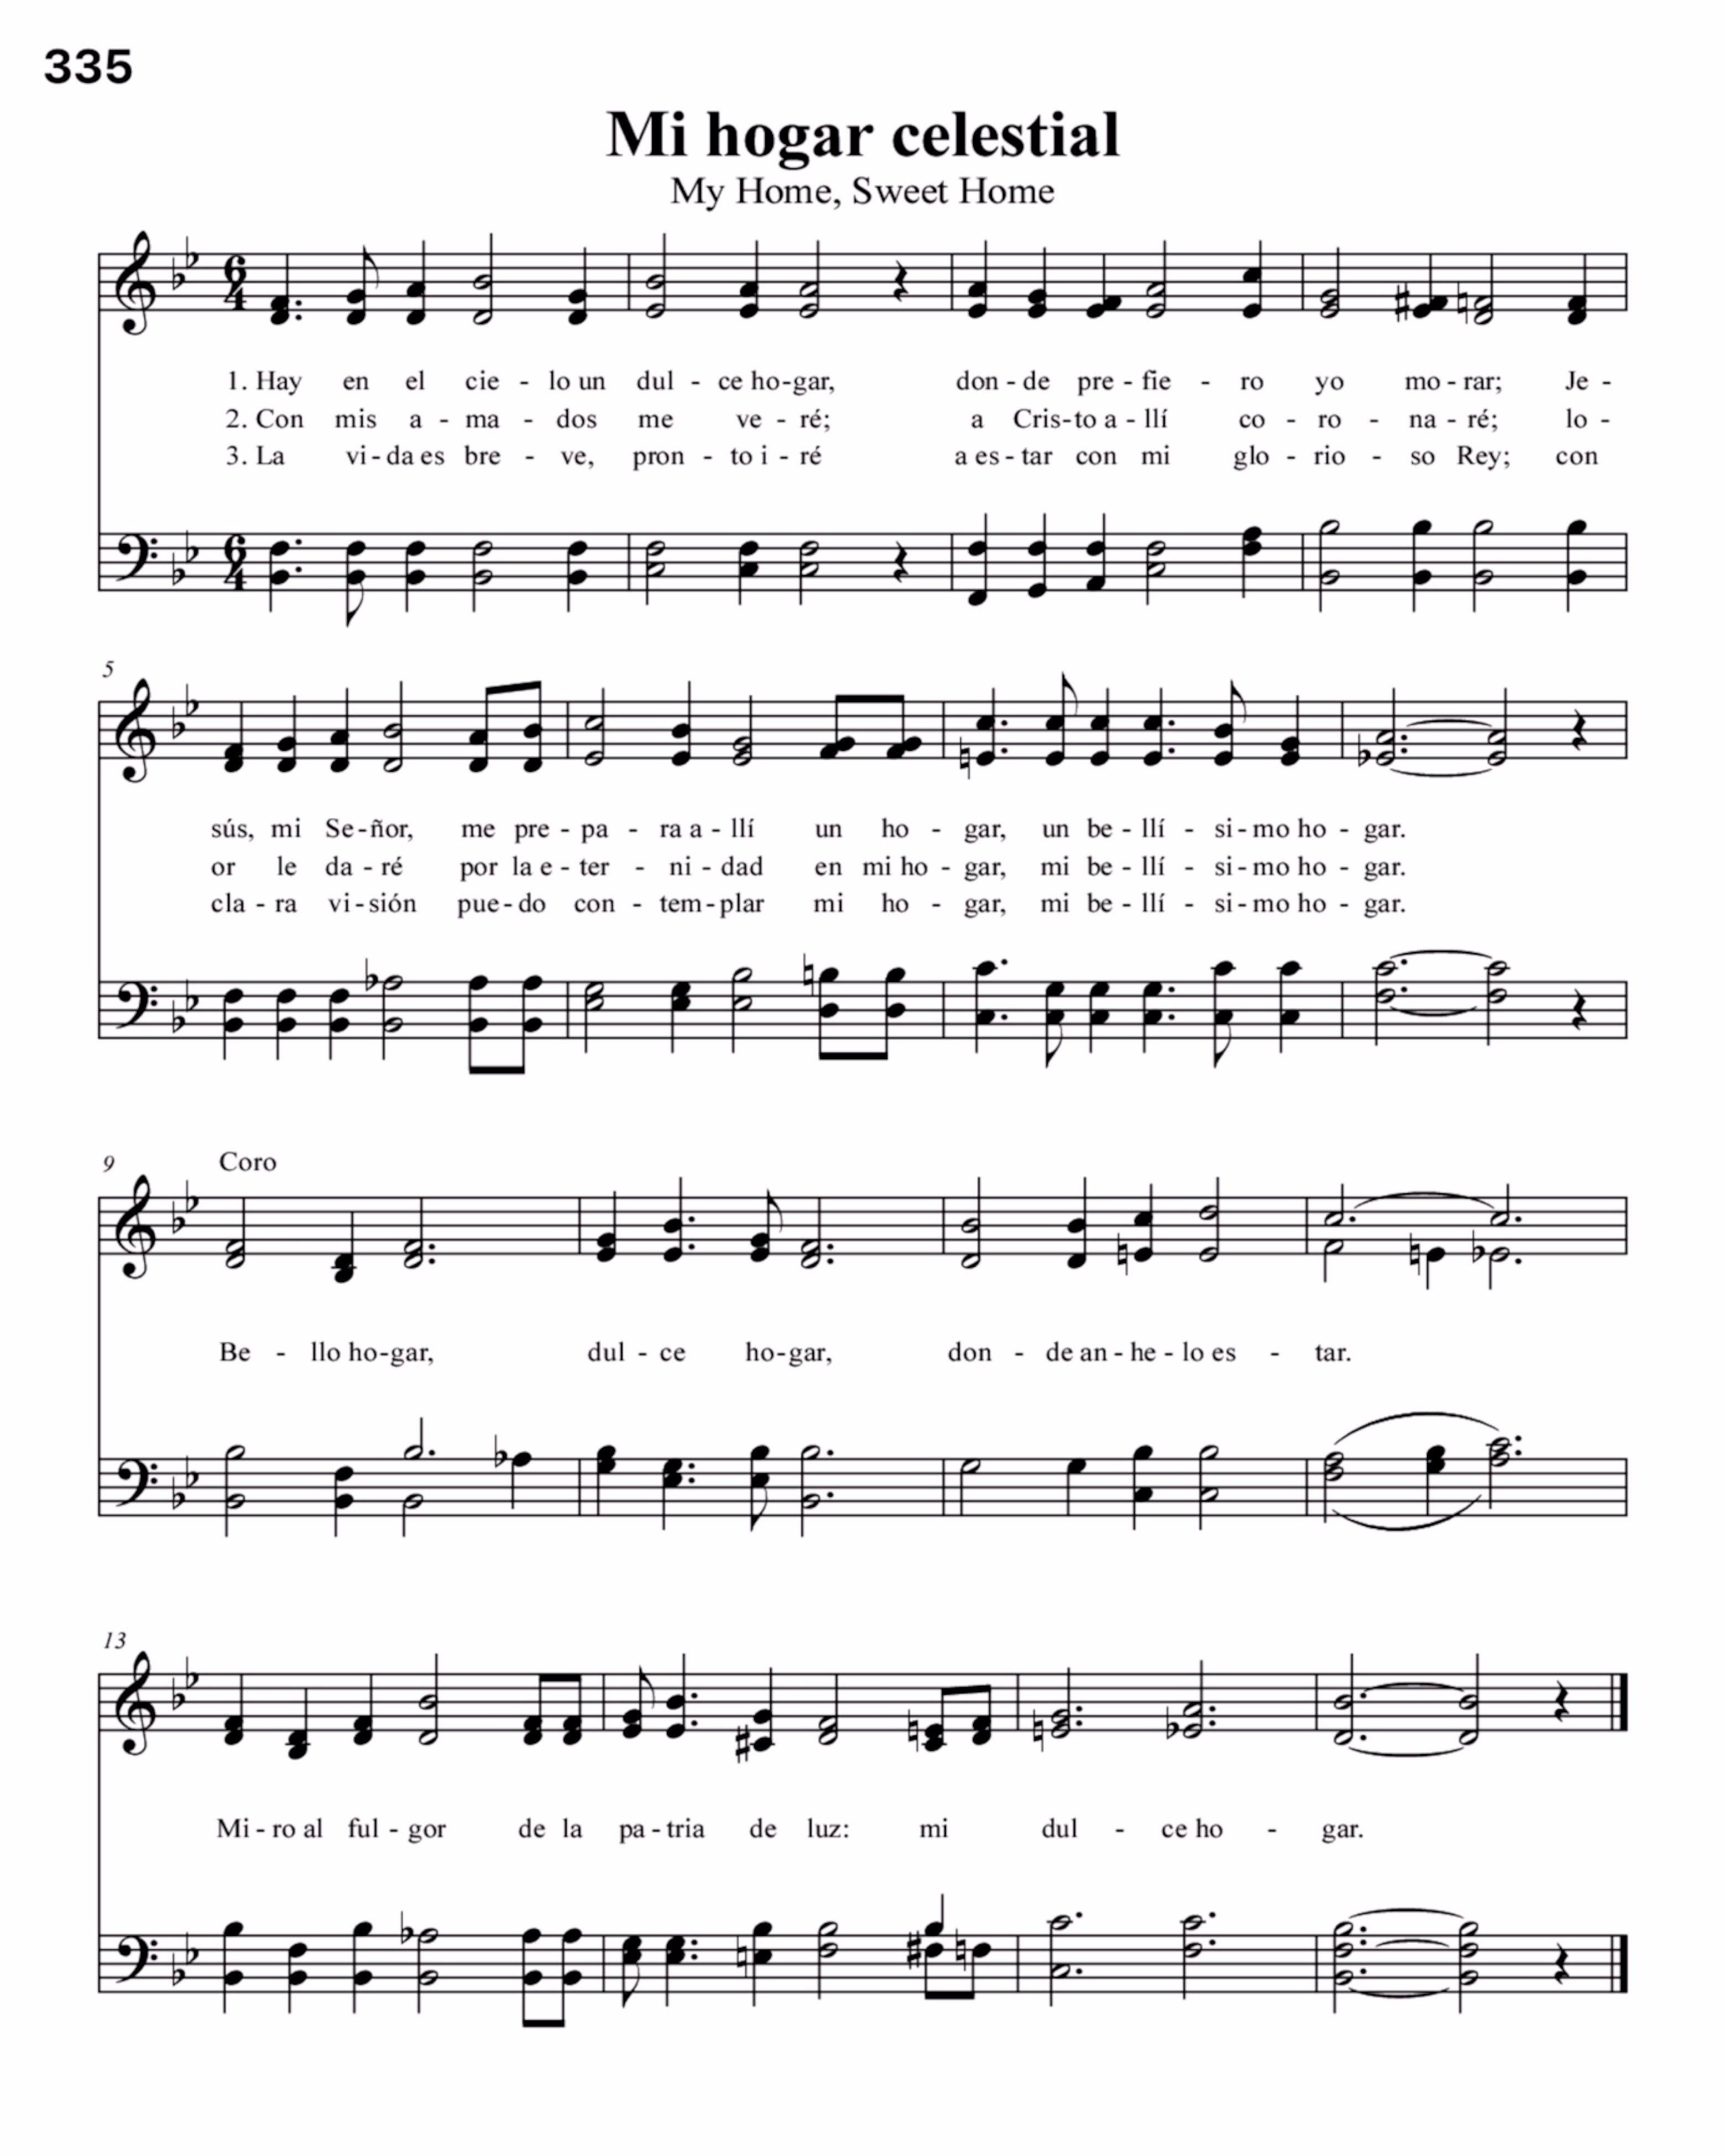 335
Mi hogar celestial
My Home, Sweet Home
6
4
1. Hay en el cie - lo un dul - ce ho-gar, don - de pre - fie - ro yo mo - rar; Je -
2. Con mis a - ma - dos me ve - ré; a Cris-to a - llí co - ro - na - ré; lo -
3. La vi - da es bre - ve, pron - to i - ré a es - tar con mi glo - rio - so Rey; con
6
4
5
sús, mi Se-ñor, me pre - pa - ra a - llí un ho - gar, un be - llí - si - mo ho - gar.
or le da - ré por la e - ter - ni - dad en mi ho - gar, mi be - llí - si - mo ho - gar.
cla - ra vi - sión pue - do con - tem - plar mi ho - gar, mi be - llí - si - mo ho - gar.
9
Coro
Be - llo ho-gar, dul - ce ho-gar, don - de an - he - lo es - tar.
13
Mi - ro al ful - gor de la pa - tria de luz: mi dul - ce ho - gar.